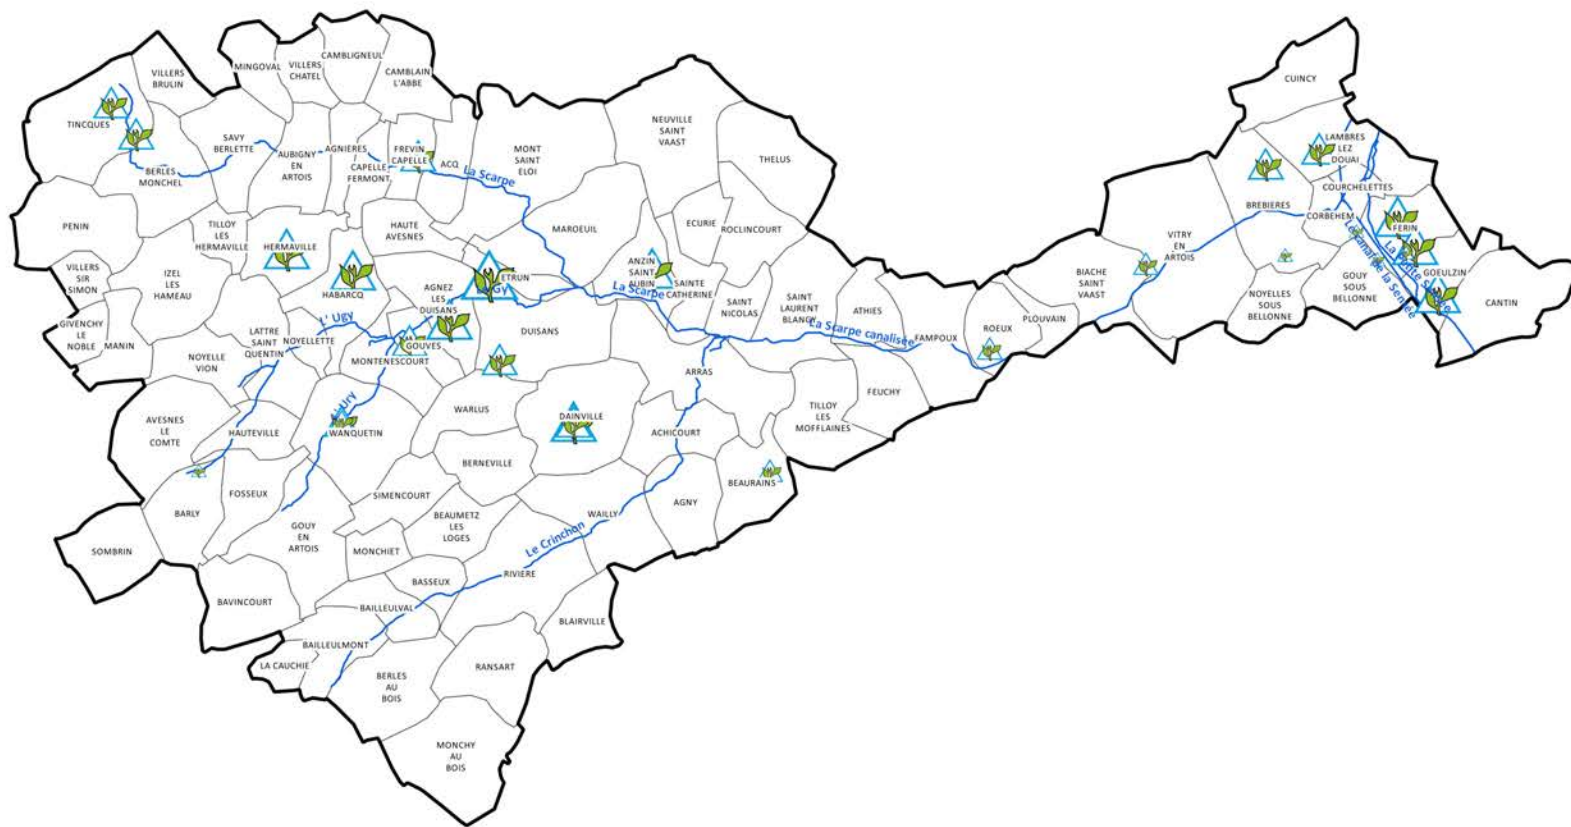 CUINCY
CAMBLIGNEUL
MINGOVAL
VILLERS
CHATEL
VILLERS
BRULIN
CAMBLAIN
L'ABBE
TINCQUES
SAVY
BERLETTE
AUBIGNY
EN
ARTOIS
AGNIÈRES
CAPELLE
FERMONT
FREVIN
CAPELLE
ACQ
La Scarpe
MONT
SAINT
ELOI
NEUVILLE
SAINT
VAAST
THELUS
LAMBRES
LEZ
DOUAI
BERLES
MONCHEL
COURCHELETTES
BREBIERES
CORBEHEM
FERIN
PENIN
TILLOY
LES
HERMAVILLE
HERMAVILLE
HAUTE
AVESNES
MAROEUIL
ECURIE
ROCLINCOURT
VITRY
EN
ARTOIS
VILLERS
SIR
SIMON
IZEL
LES
HAMEAU
HABARCQ
AGNEZ
LES
DUISANS
ETRUN
Le Gy
ANZIN
SAINT
AUBIN
La Scarpe
SAINTE
CATHERINE
SAINT
NICOLAS
SAINT
LAURENT
BLANGY
La Scarpe canalisée
ATHIES
FAMPOUX
ROEUX
PLOUVAIN
BIACHE
SAINT
VAAST
NOYELLES
SOUS
BELLONNE
GOUY
SOUS
BELLONNE
Le canal de la Sensée
GOEULZIN
CANTIN
GIVENCHY
LE
NOBLE
MANIN
LATTRE
SAINT
QUENTIN
L' Ugy
NOYELLETTE
NOYELLE
VION
GOUVES
MONTENESCOURT
DUISANS
ARRAS
FEUCHY
TILLOY
LES
MOFFLAINES
AVESNES
LE
COMTE
HAUTEVILLE
L' Ury
WANQUETIN
WARLUS
DAINVILLE
ACHICOURT
BERNEVILLE
BEAURAINS
BARLY
FOSSEUX
SIMENCOURT
AGNY
GOUY
EN
ARTOIS
BEAUMETZ
LES
LOGES
WAILLY
Le Crinchon
SOMBRIN
MONCHIET
BASSEUX
RIVIERE
BAVINCOURT
BAILLEULVAL
BLAIRVILLE
BAILLEULMONT
LA CAUCHIE
BERLES
AU
BOIS
RANSART
MONCHY
AU
BOIS